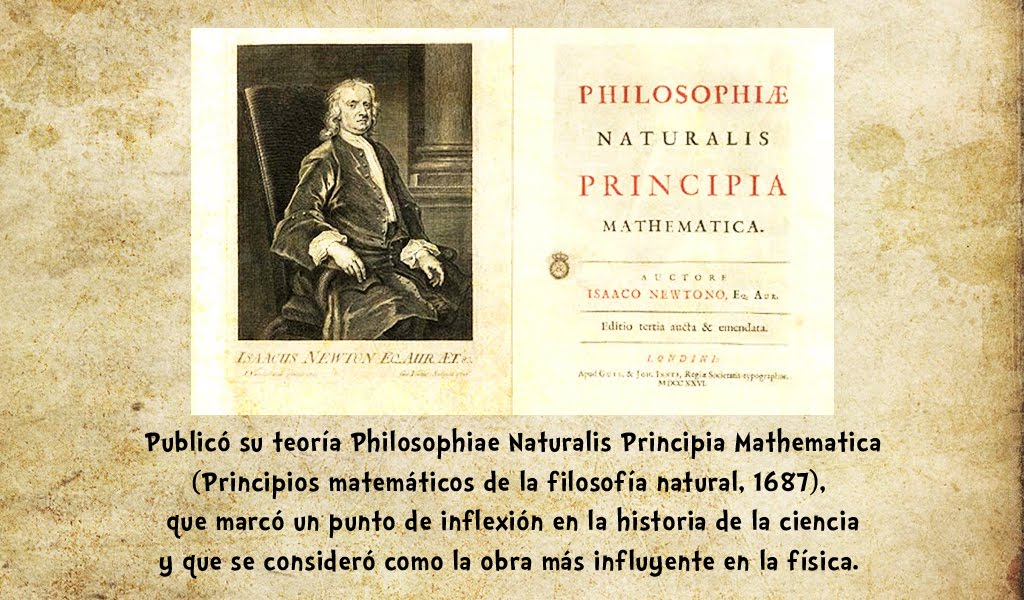 ISAACUS NEWTON EQ. AUR. ÆT.
PHILOSOPHIÆ
NATURALIS
PRINCIPIA
MATHEMATICA.
AUCTORE
ISAACO NEWTONO, Eq. Aur.
Editio tertia aucta & emendata.
LONDINI:
Apud Guil. & Joh. Innys, Regiæ Societatis typographos.
MDCCXXVI.
Publicó su teoría Philosophiae Naturalis Principia Mathematica
(Principios matemáticos de la filosofía natural, 1687),
que marcó un punto de inflexión en la historia de la ciencia
y que se consideró como la obra más influyente en la física.